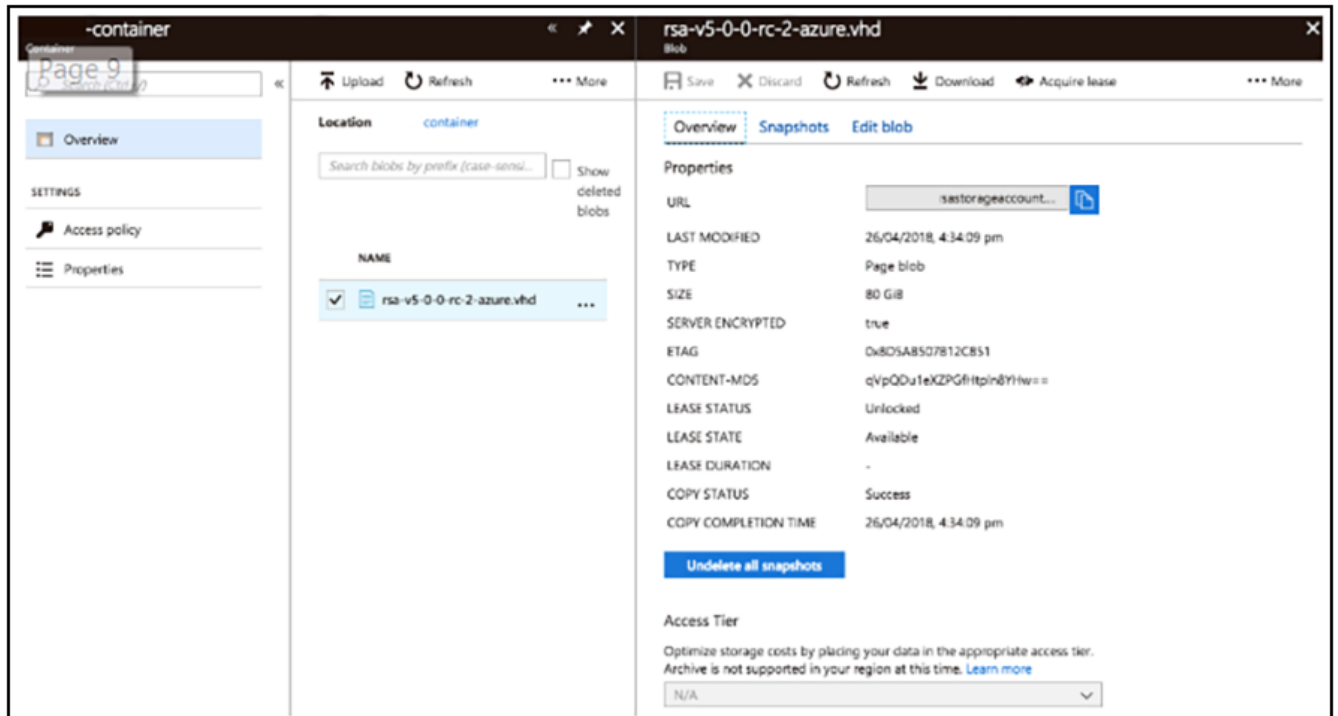 -container
Container
Page 9
Search (Ctrl+/)
Overview
SETTINGS
Access policy
Properties
Upload Refresh More
Location container
Search blobs by prefix (case-sensi...
Show
deleted
blobs
NAME
rsa-v5-0-0-rc-2-azure.vhd ...
rsa-v5-0-0-rc-2-azure.vhd
Blob
Save Discard Refresh Download Acquire lease More
Overview Snapshots Edit blob
Properties
URL sastorageaccount...
LAST MODIFIED 26/04/2018, 4:34:09 pm
TYPE Page blob
SIZE 80 GiB
SERVER ENCRYPTED true
ETAG 0x8D5AB507B12C851
CONTENT-MD5
LEASE STATUS Unlocked
LEASE STATE Available
LEASE DURATION -
COPY STATUS Success
COPY COMPLETION TIME 26/04/2018, 4:34:09 pm
Undelete all snapshots
Access Tier
Optimize storage costs by placing your data in the appropriate access tier.
Archive is not supported in your region at this time. Learn more
N/A